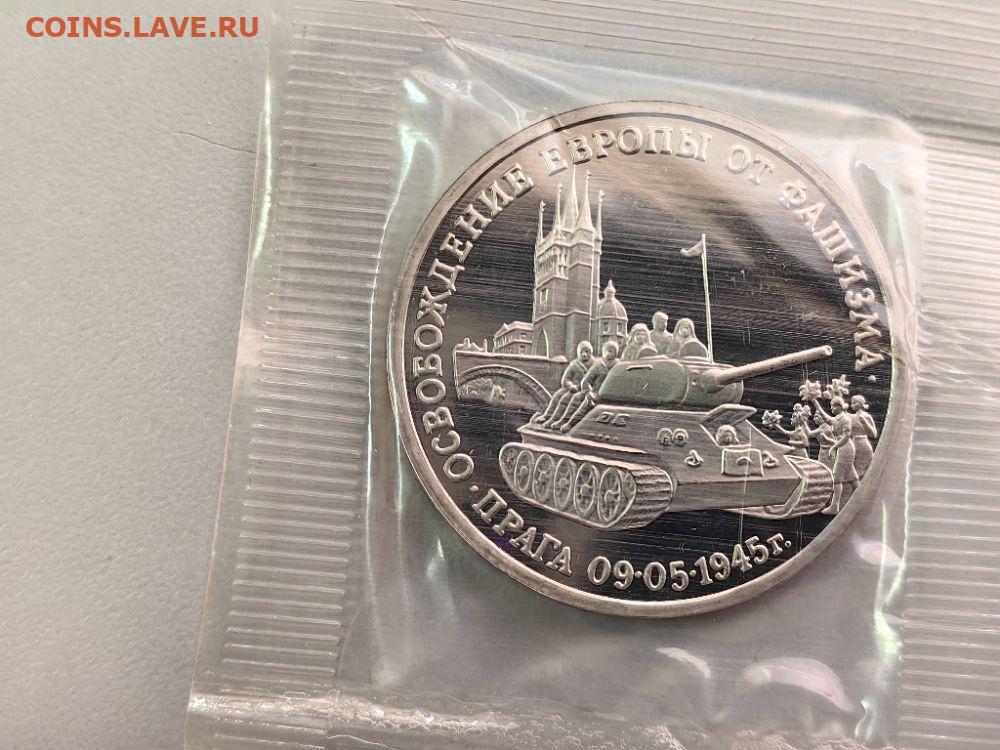 COINS.LAVE.RU
ОСВОБОЖДЕНИЕ ЕВРОПЫ ОТ ФАШИЗМА ·
· ПРАГА 09·05·1945г.